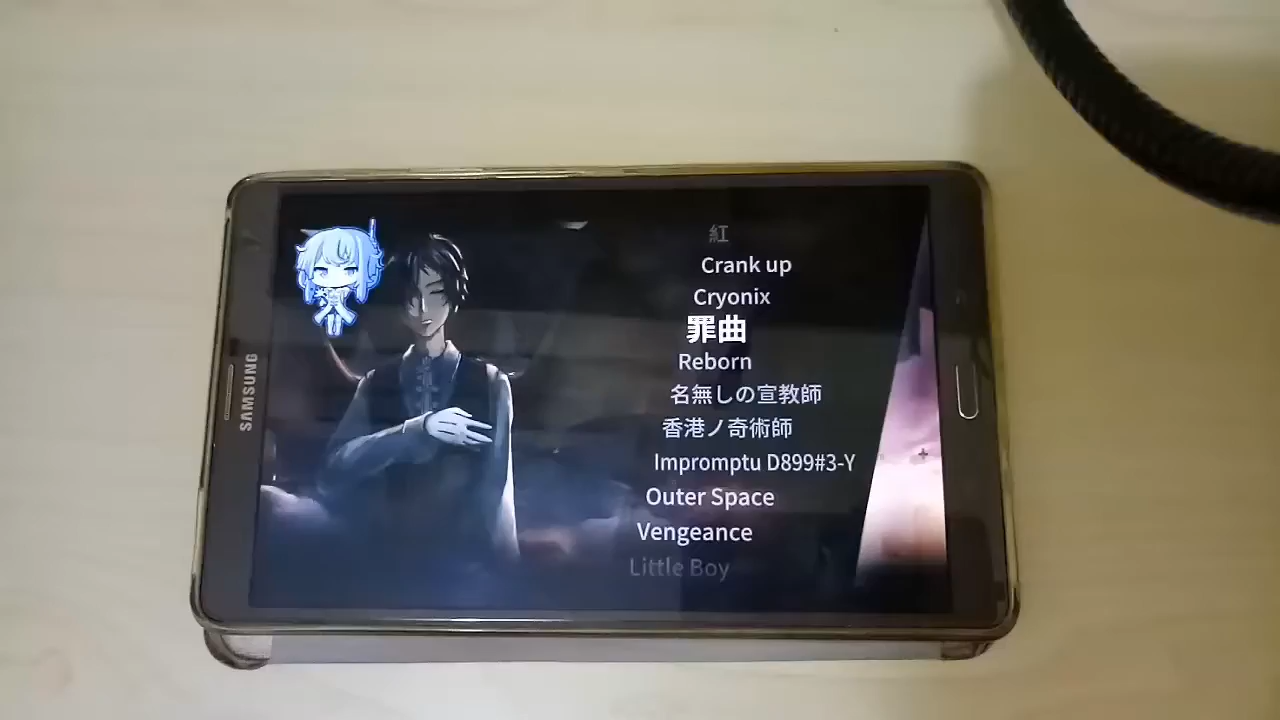 SAMSUNG
紅
Crank up
Cryonix
罪曲
Reborn
名無しの宣教師
香港ノ奇術師
Impromptu D899#3-Y
Outer Space
Vengeance
Little Boy